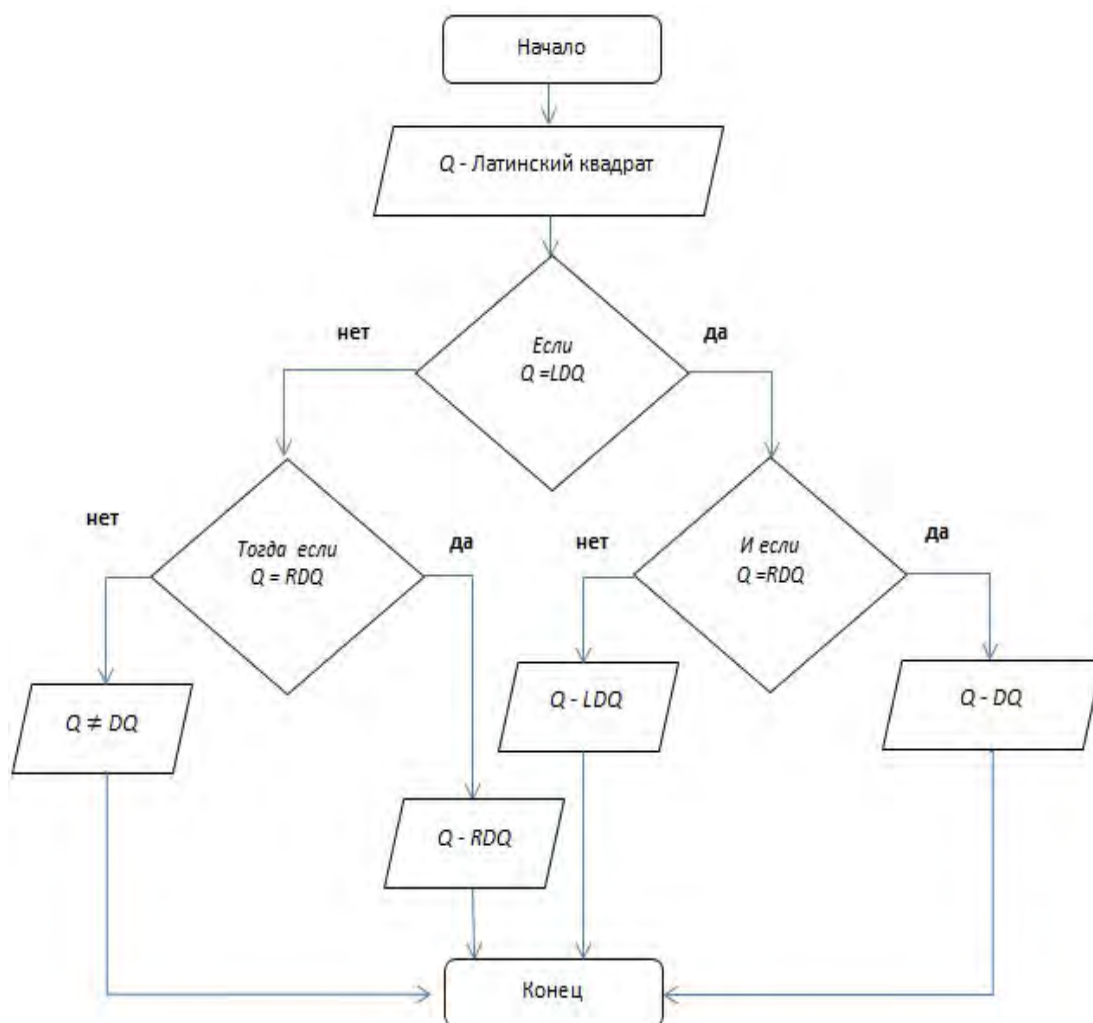 Начало
Q - Латинский квадрат
нет
да
Если
Q =LDQ
нет
да
нет
да
Тогда если
Q = RDQ
И если
Q =RDQ
Q ≠ DQ
Q - LDQ
Q - DQ
Q - RDQ
Конец